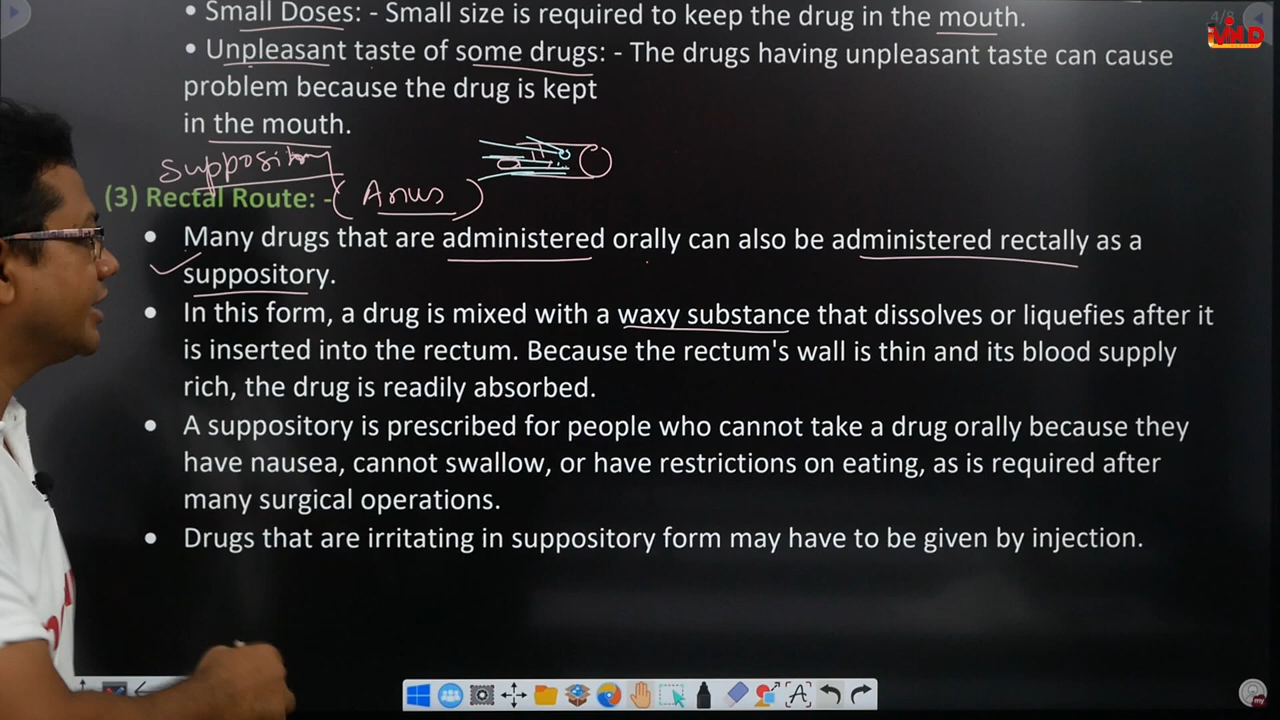 • Small Doses: - Small size is required to keep the drug in the mouth.
4/8
• Unpleasant taste of some drugs: - The drugs having unpleasant taste can cause
problem because the drug is kept
in the mouth.
Suppository
(3) Rectal Route: - (Anus)
• Many drugs that are administered orally can also be administered rectally as a
suppository.
• In this form, a drug is mixed with a waxy substance that dissolves or liquefies after it
is inserted into the rectum. Because the rectum's wall is thin and its blood supply
rich, the drug is readily absorbed.
• A suppository is prescribed for people who cannot take a drug orally because they
have nausea, cannot swallow, or have restrictions on eating, as is required after
many surgical operations.
• Drugs that are irritating in suppository form may have to be given by injection.
A
my